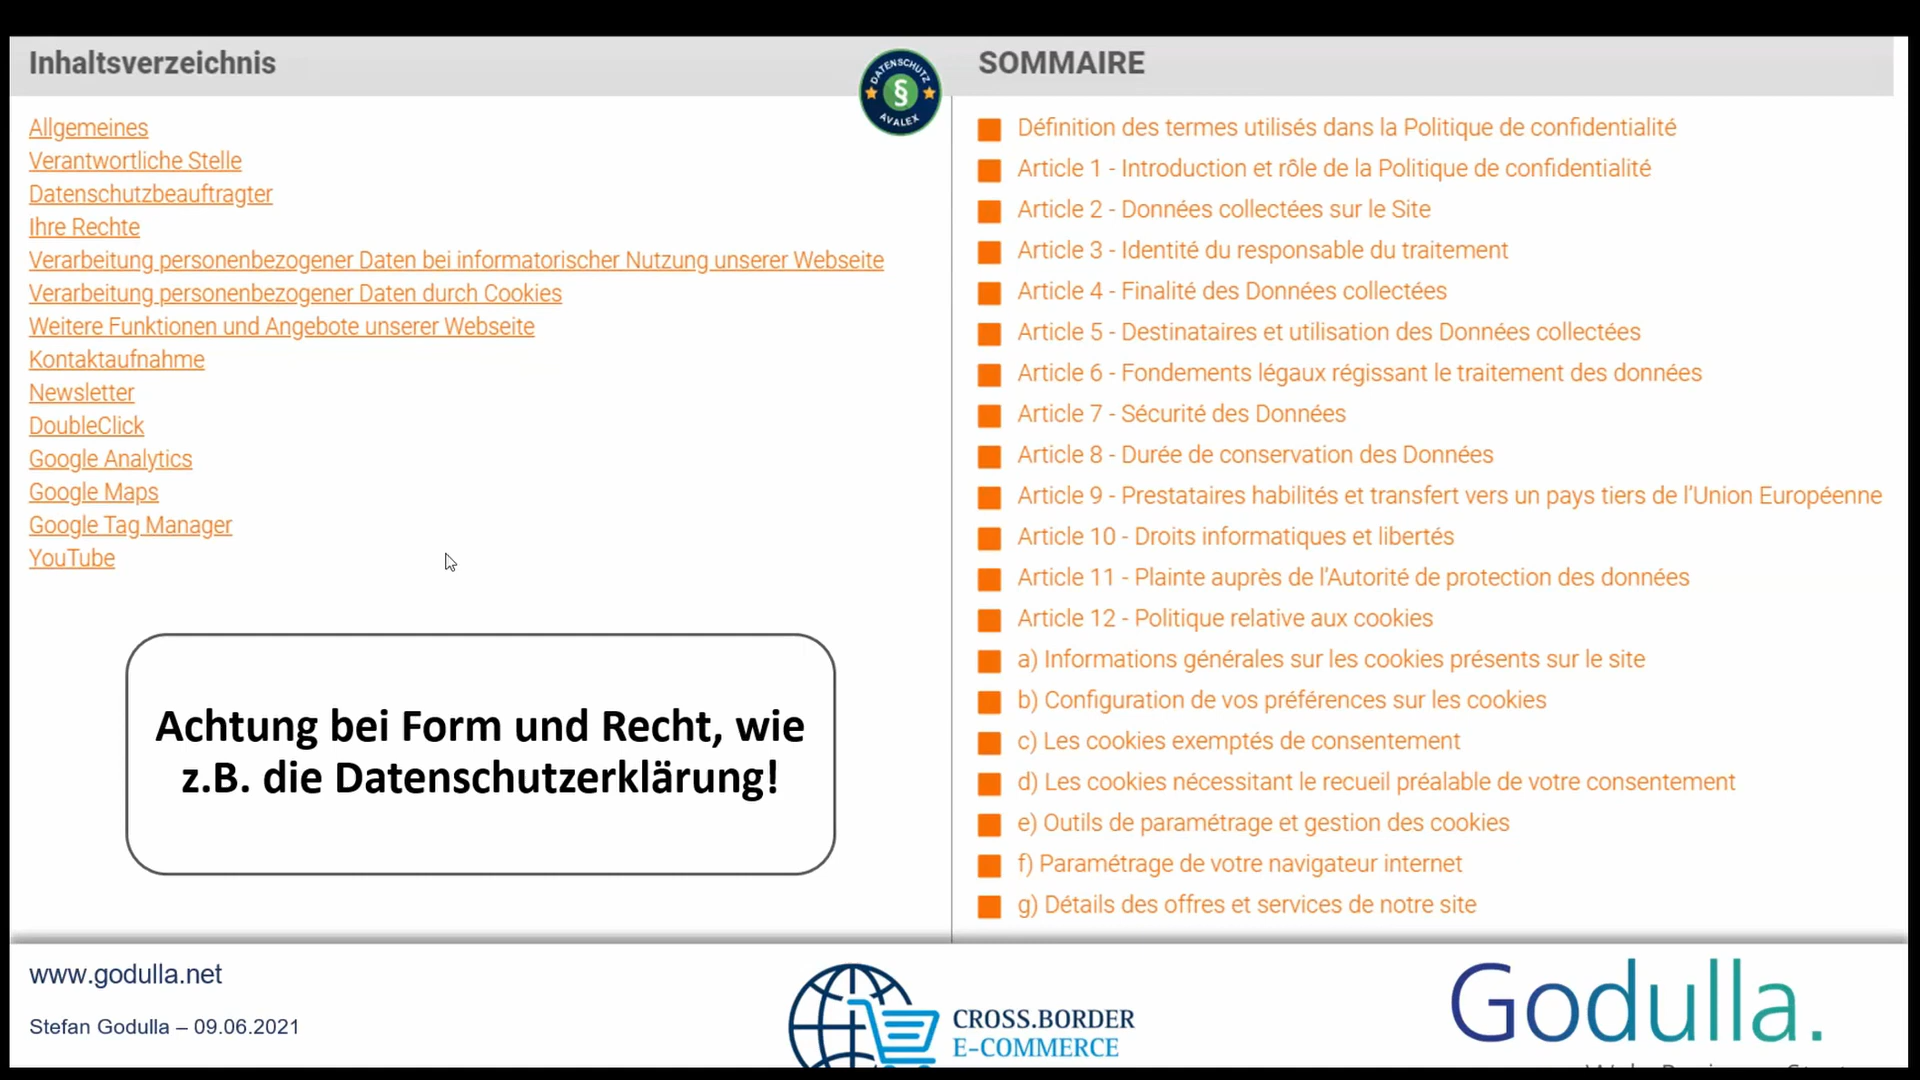 Inhaltsverzeichnis
Allgemeines
Verantwortliche Stelle
Datenschutzbeauftragter
Ihre Rechte
Verarbeitung personenbezogener Daten bei informatorischer Nutzung unserer Webseite
Verarbeitung personenbezogener Daten durch Cookies
Weitere Funktionen und Angebote unserer Webseite
Kontaktaufnahme
Newsletter
DoubleClick
Google Analytics
Google Maps
Google Tag Manager
YouTube
Achtung bei Form und Recht, wie
z.B. die Datenschutzerklärung!
DATENSCHUTZ
§
AVALEX
SOMMAIRE
Définition des termes utilisés dans la Politique de confidentialité
Article 1 - Introduction et rôle de la Politique de confidentialité
Article 2 - Données collectées sur le Site
Article 3 - Identité du responsable du traitement
Article 4 - Finalité des Données collectées
Article 5 - Destinataires et utilisation des Données collectées
Article 6 - Fondements légaux régissant le traitement des données
Article 7 - Sécurité des Données
Article 8 - Durée de conservation des Données
Article 9 - Prestataires habilités et transfert vers un pays tiers de l'Union Européenne
Article 10 - Droits informatiques et libertés
Article 11 - Plainte auprès de l'Autorité de protection des données
Article 12 - Politique relative aux cookies
a) Informations générales sur les cookies présents sur le site
b) Configuration de vos préférences sur les cookies
c) Les cookies exemptés de consentement
d) Les cookies nécessitant le recueil préalable de votre consentement
e) Outils de paramétrage et gestion des cookies
f) Paramétrage de votre navigateur internet
g) Détails des offres et services de notre site
www.godulla.net
Stefan Godulla – 09.06.2021
CROSS.BORDER
E-COMMERCE
Godulla.